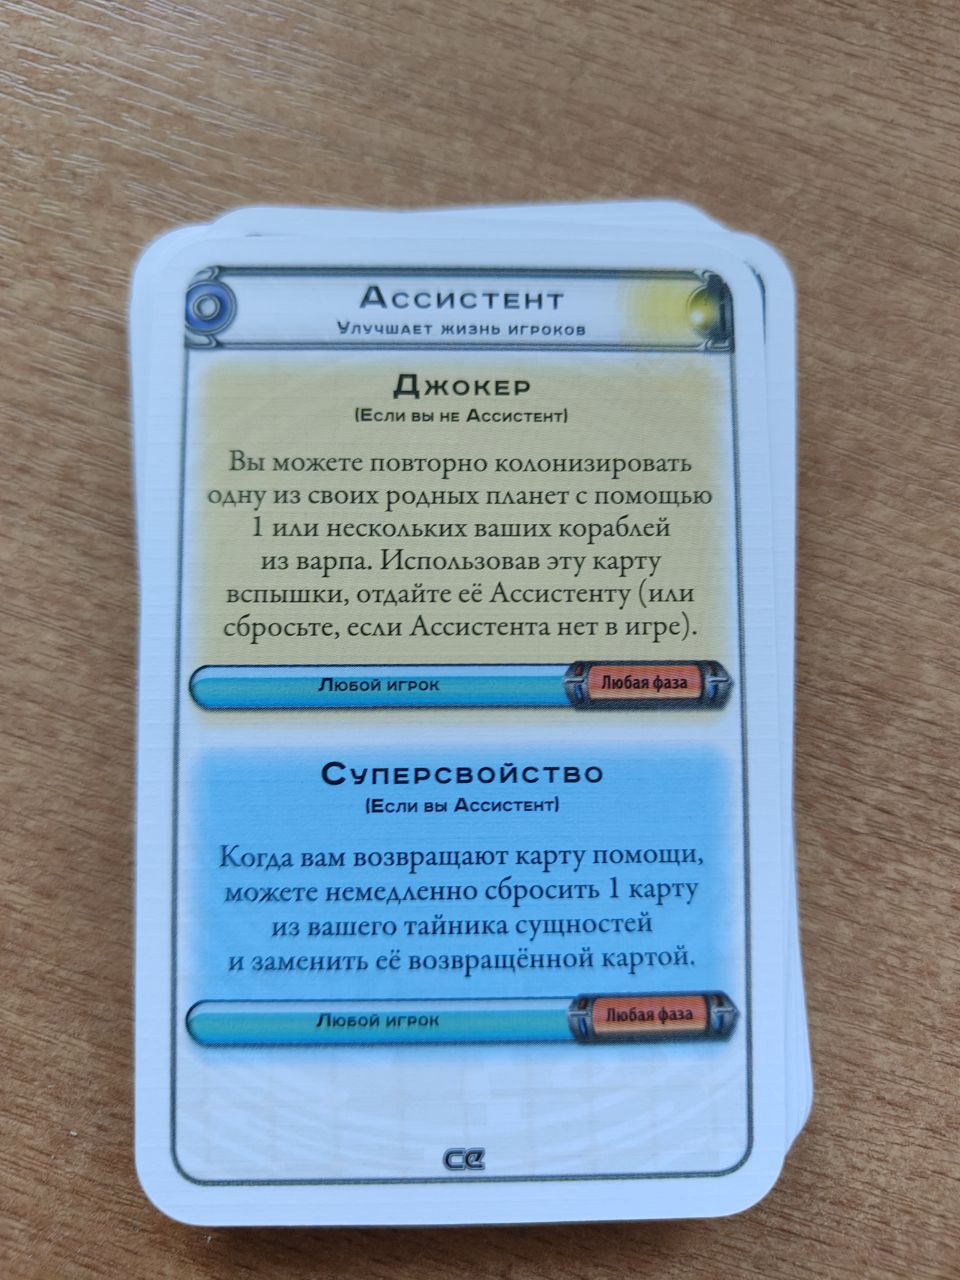 Ассистент
Улучшает жизнь игроков
Джокер
(Если вы не Ассистент)
Вы можете повторно колонизировать
одну из своих родных планет с помощью
1 или нескольких ваших кораблей
из варпа. Использовав эту карту
вспышки, отдайте её Ассистенту (или
сбросьте, если Ассистента нет в игре).
Любой игрок
Любая фаза
Суперсвойство
(Если вы Ассистент)
Когда вам возвращают карту помощи,
можете немедленно сбросить 1 карту
из вашего тайника сущностей
и заменить её возвращённой картой.
Любой игрок
Любая фаза
CE